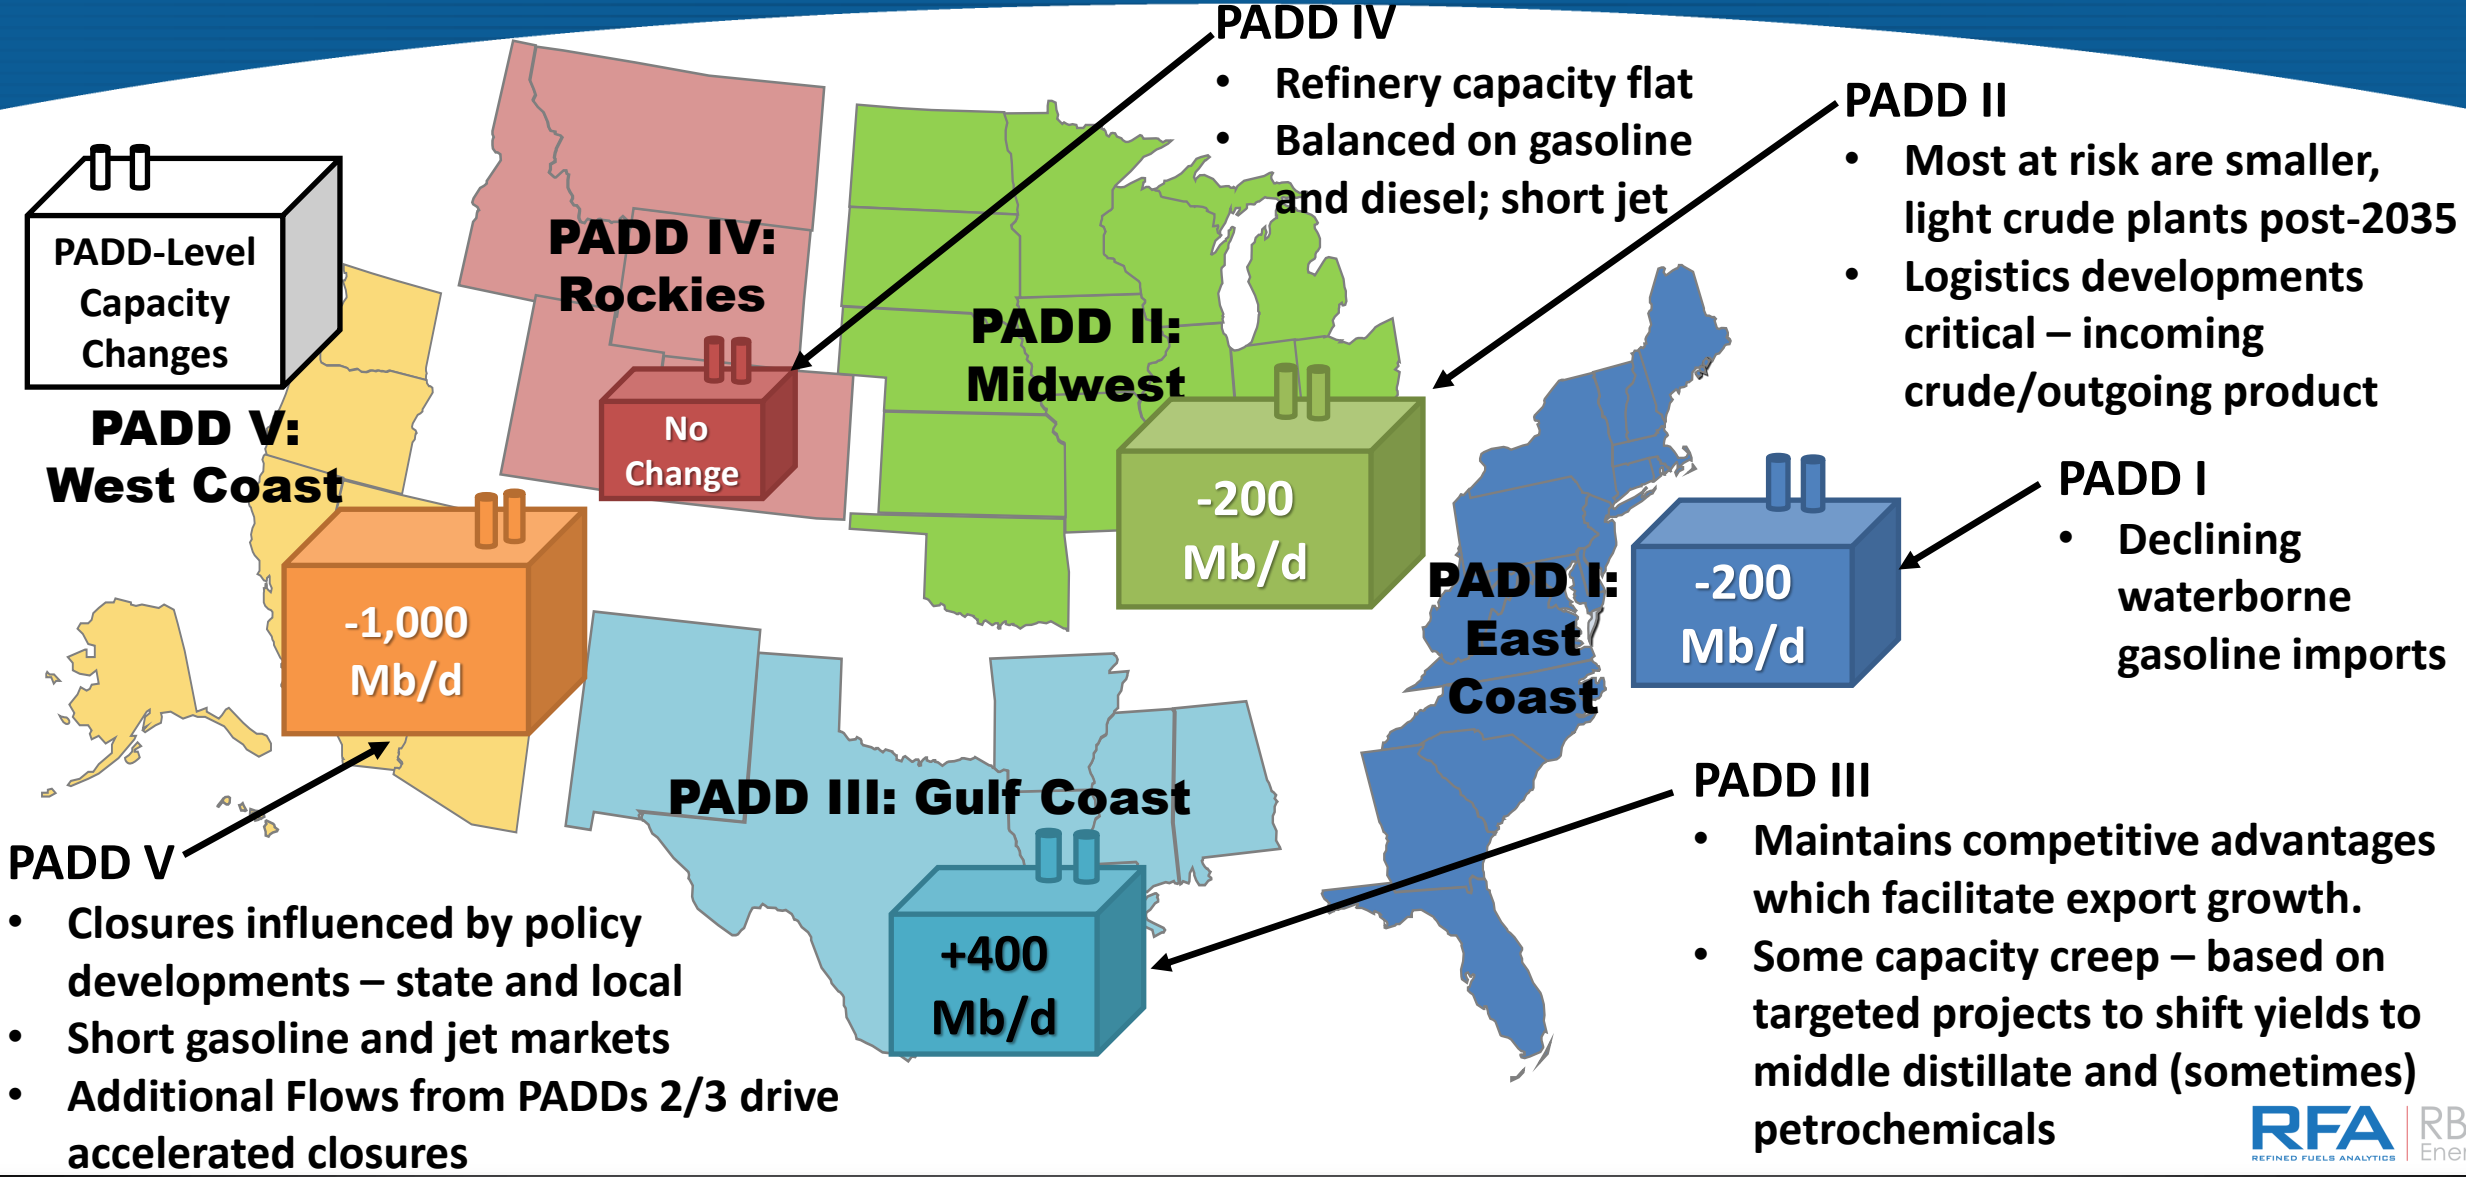 PADD IV
• Refinery capacity flat
• Balanced on gasoline
and diesel; short jet
PADD II
• Most at risk are smaller,
light crude plants post-2035
• Logistics developments
critical – incoming
crude/outgoing product
PADD-Level
Capacity
Changes
PADD IV:
Rockies
PADD II:
Midwest
PADD V:
West Coast
No
Change
-200
Mb/d
PADD I
• Declining
waterborne
gasoline imports
PADD I:
East
Coast
-200
Mb/d
-1,000
Mb/d
PADD III: Gulf Coast
+400
Mb/d
PADD III
• Maintains competitive advantages
which facilitate export growth.
• Some capacity creep – based on
targeted projects to shift yields to
middle distillate and (sometimes)
petrochemicals
PADD V
• Closures influenced by policy
developments – state and local
• Short gasoline and jet markets
• Additional Flows from PADDs 2/3 drive
accelerated closures
RFA
REFINED FUELS ANALYTICS